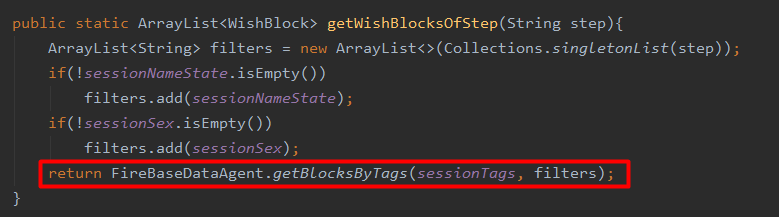 public static ArrayList<WishBlock> getWishBlocksOfStep(String step){
    ArrayList<String> filters = new ArrayList<>(Collections.singletonList(step));
    if(!sessionNameState.isEmpty())
        filters.add(sessionNameState);
    if(!sessionSex.isEmpty())
        filters.add(sessionSex);
    return FireBaseDataAgent.getBlocksByTags(sessionTags, filters);
}